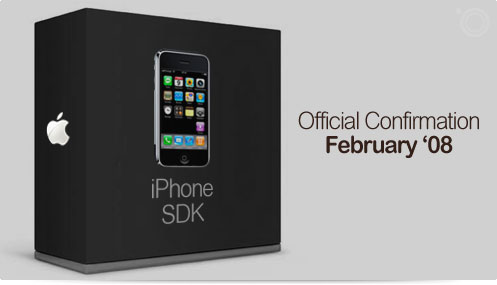 iPhone
SDK
Official Confirmation
February ‘08